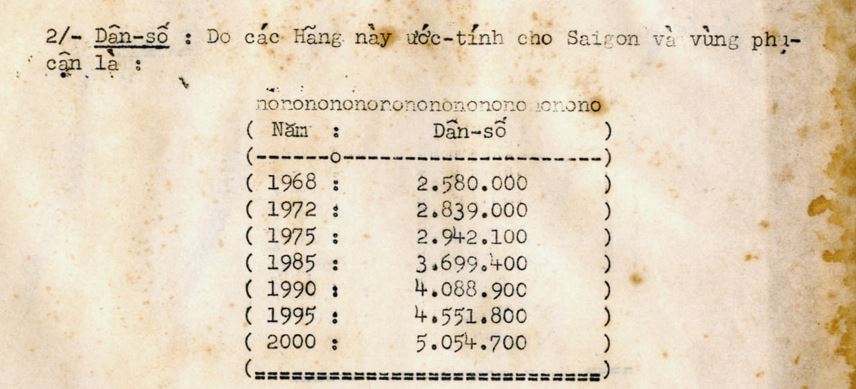 2/- Dân-số : Do các Hãng này ước-tính cho Saigon và vùng phụ-
cận là :
nononononononononononononono
( Năm : Dân-số )
(------o-------------------)
( 1968 : 2.580.000 )
( 1972 : 2.839.000 )
( 1975 : 2.942.100 )
( 1985 : 3.699.400 )
( 1990 : 4.088.900 )
( 1995 : 4.551.800 )
( 2000 : 5.054.700 )
(==========================)